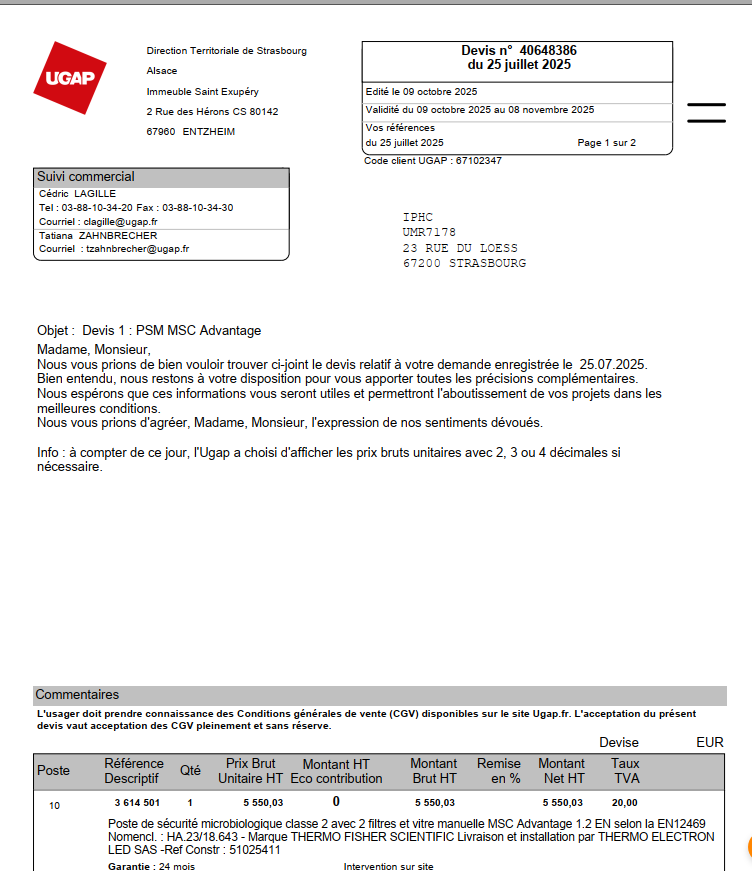 UGAP
Direction Territoriale de Strasbourg
Alsace
Immeuble Saint Exupéry
2 Rue des Hérons CS 80142
67960 ENTZHEIM
Devis n° 40648386
du 25 juillet 2025
Edité le 09 octobre 2025
Validité du 09 octobre 2025 au 08 novembre 2025
Vos références
du 25 juillet 2025 Page 1 sur 2
Code client UGAP : 67102347
Suivi commercial
Cédric LAGILLE
Tel : 03-88-10-34-20 Fax : 03-88-10-34-30
Courriel : clagille@ugap.fr
Tatiana ZAHNBRECHER
Courriel : tzahnbrecher@ugap.fr
IPHC
UMR7178
23 RUE DU LOESS
67200 STRASBOURG
Objet : Devis 1 : PSM MSC Advantage
Madame, Monsieur,
Nous vous prions de bien vouloir trouver ci-joint le devis relatif à votre demande enregistrée le 25.07.2025.
Bien entendu, nous restons à votre disposition pour vous apporter toutes les précisions complémentaires.
Nous espérons que ces informations vous seront utiles et permettront l'aboutissement de vos projets dans les
meilleures conditions.
Nous vous prions d'agréer, Madame, Monsieur, l'expression de nos sentiments dévoués.
Info : à compter de ce jour, l'Ugap a choisi d'afficher les prix bruts unitaires avec 2, 3 ou 4 décimales si
nécessaire.
Commentaires
L'usager doit prendre connaissance des Conditions générales de vente (CGV) disponibles sur le site Ugap.fr. L'acceptation du présent
devis vaut acceptation des CGV pleinement et sans réserve.
Devise EUR
Poste Référence Descriptif Qté Prix Brut Unitaire HT Montant HT Eco contribution Montant Brut HT Remise en % Montant Net HT Taux TVA
10 3 614 501 1 5 550,03 0 5 550,03 5 550,03 20,00
Poste de sécurité microbiologique classe 2 avec 2 filtres et vitre manuelle MSC Advantage 1.2 EN selon la EN12469
Nomencl. : HA.23/18.643 - Marque THERMO FISHER SCIENTIFIC Livraison et installation par THERMO ELECTRON
LED SAS -Ref Constr : 51025411
Garantie : 24 mois Intervention sur site